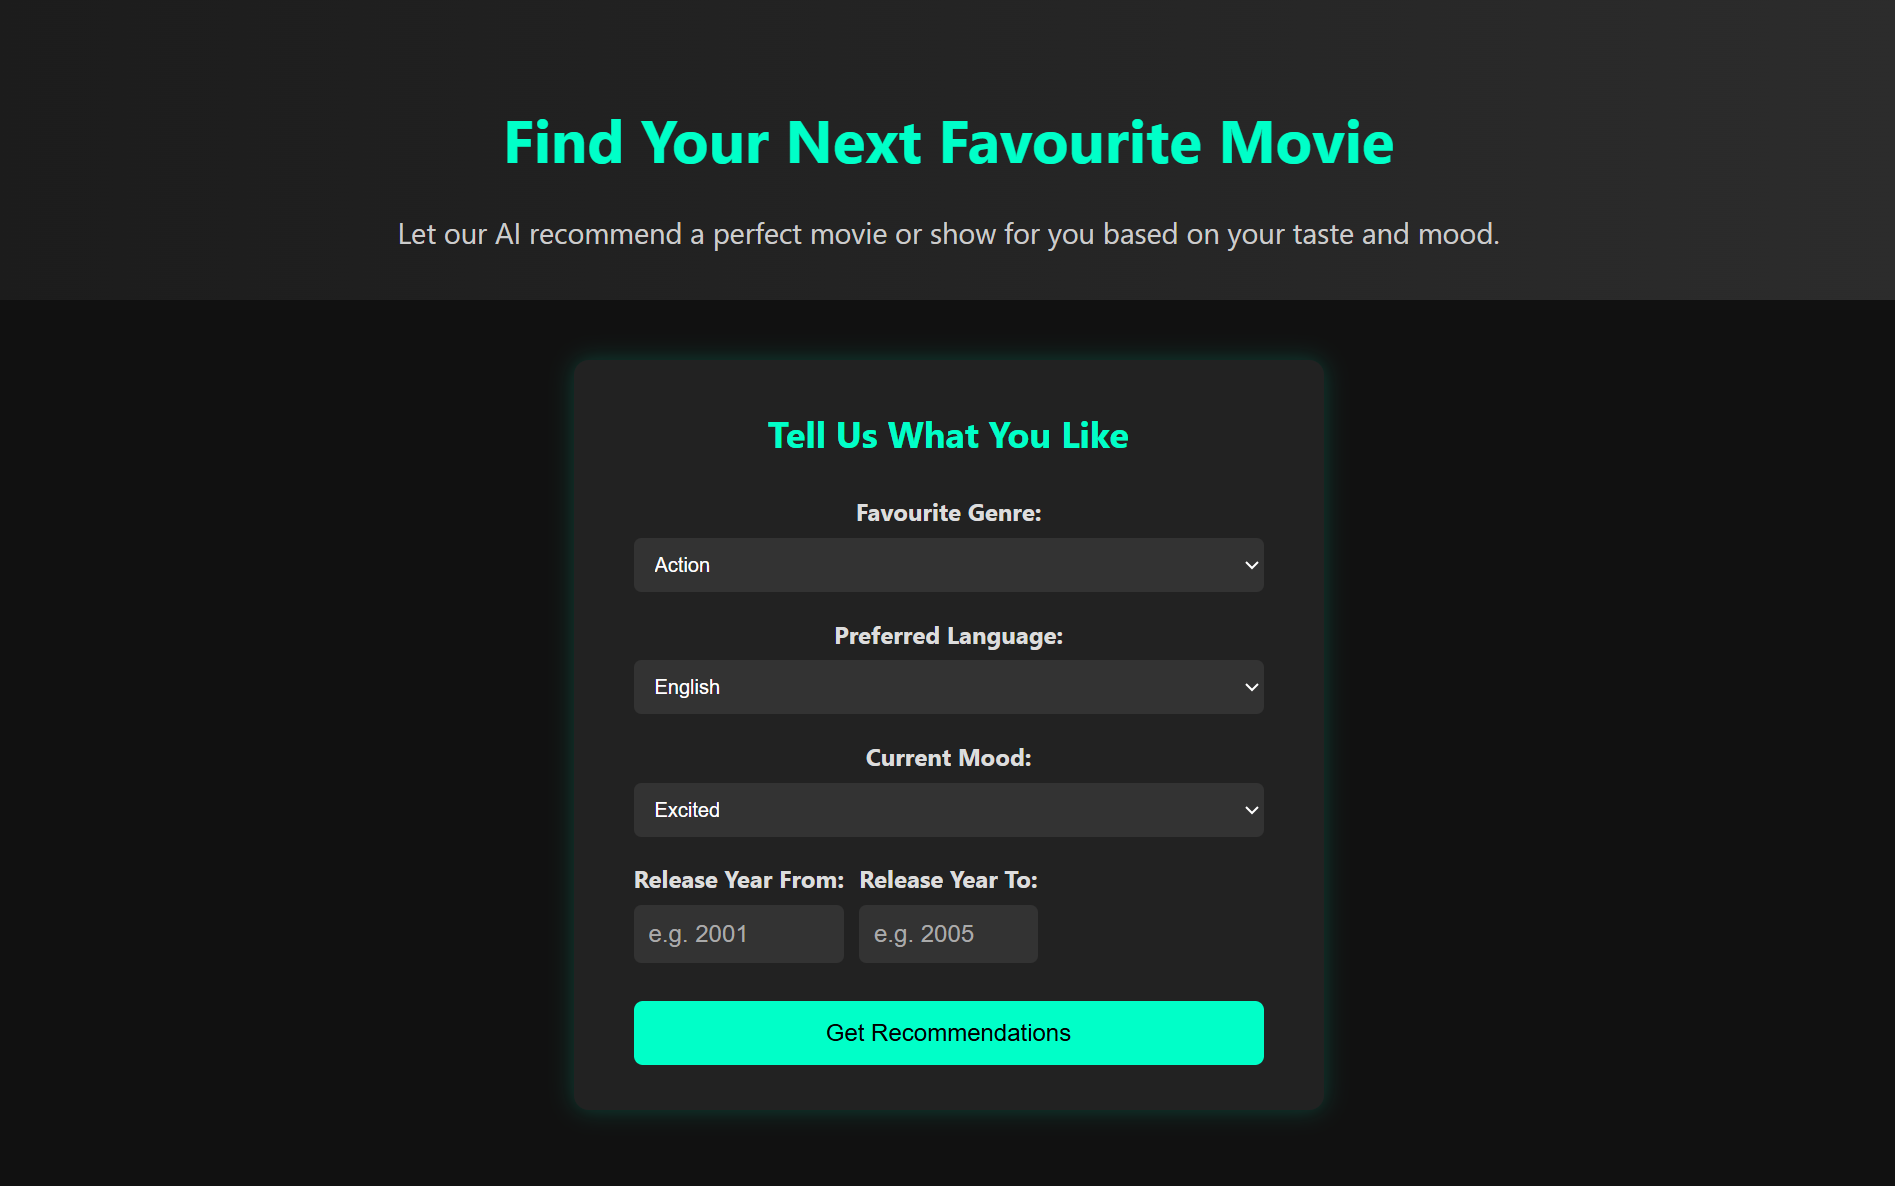 Find Your Next Favourite Movie
Let our AI recommend a perfect movie or show for you based on your taste and mood.
Tell Us What You Like
Favourite Genre:
Action
Preferred Language:
English
Current Mood:
Excited
Release Year From: Release Year To:
e.g. 2001 e.g. 2005
Get Recommendations